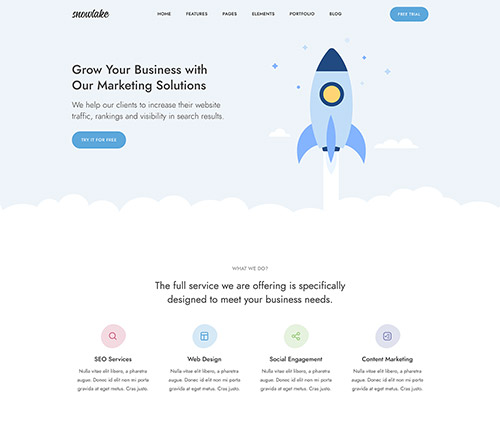 snowlake
HOME FEATURES PAGES ELEMENTS PORTFOLIO BLOG
FREE TRIAL
Grow Your Business with
Our Marketing Solutions
We help our clients to increase their website
traffic, rankings and visibility in search results.
TRY IT FOR FREE
WHAT WE DO?
The full service we are offering is specifically
designed to meet your business needs.
SEO Services
Nulla vitae elit libero, a pharetra
augue. Donec id elit non mi porta
gravida at eget metus. Cras justo.
Web Design
Nulla vitae elit libero, a pharetra
augue. Donec id elit non mi porta
gravida at eget metus. Cras justo.
Social Engagement
Nulla vitae elit libero, a pharetra
augue. Donec id elit non mi porta
gravida at eget metus. Cras justo.
Content Marketing
Nulla vitae elit libero, a pharetra
augue. Donec id elit non mi porta
gravida at eget metus. Cras justo.